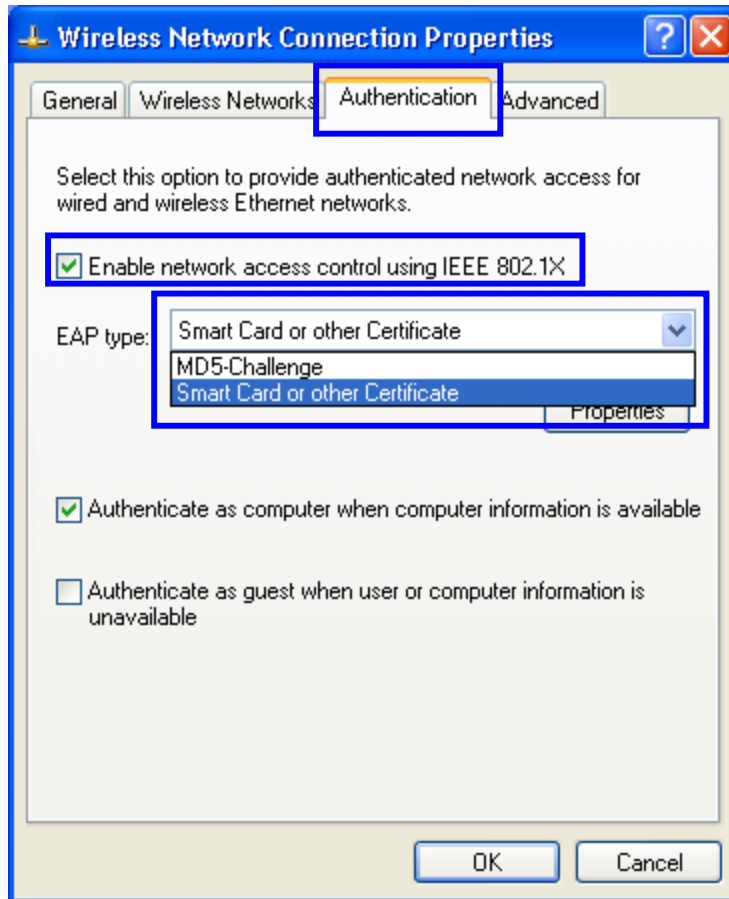 Wireless Network Connection Properties
General
Wireless Networks
Authentication
Advanced
Select this option to provide authenticated network access for
wired and wireless Ethernet networks.
Enable network access control using IEEE 802.1X
EAP type:
Smart Card or other Certificate
MD5-Challenge
Smart Card or other Certificate
Properties
Authenticate as computer when computer information is available
Authenticate as guest when user or computer information is
unavailable
OK
Cancel